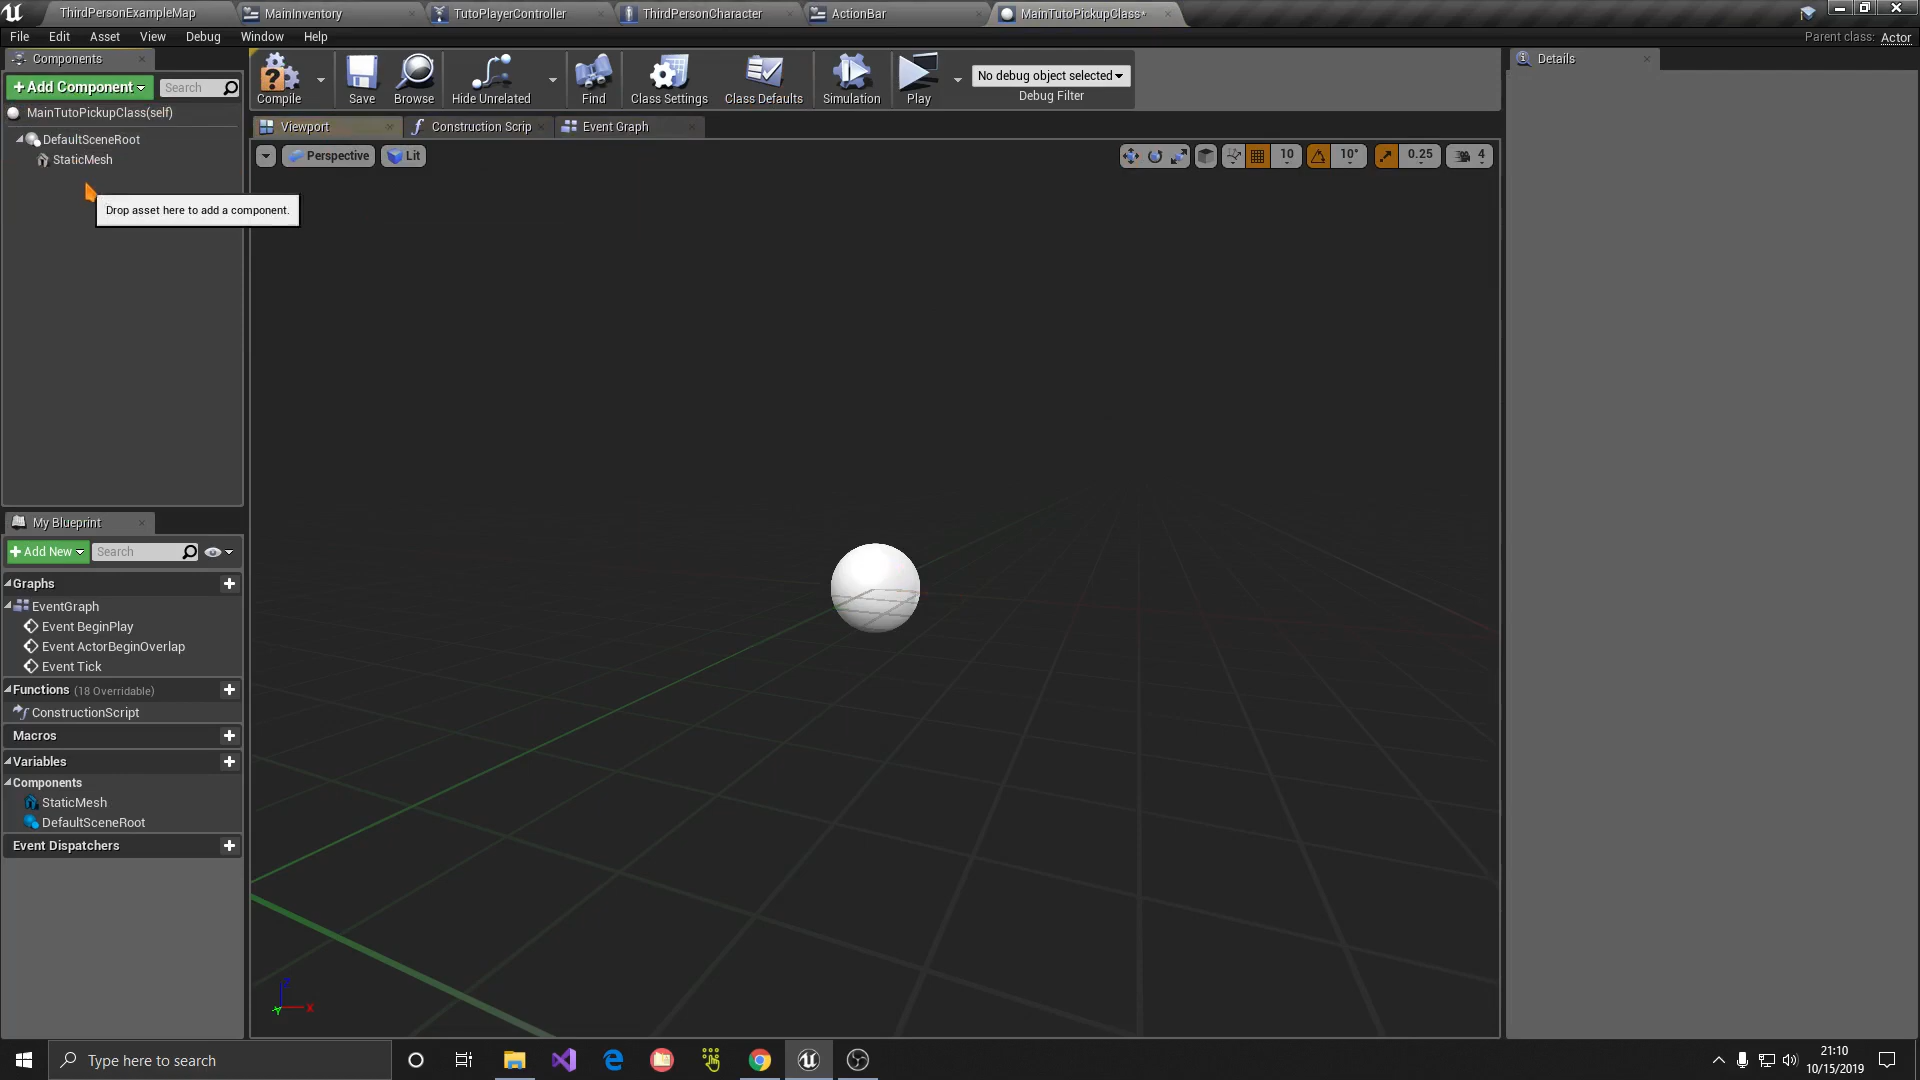 ThirdPersonExampleMap
MainInventory
TutoPlayerController
ThirdPersonCharacter
ActionBar
MainTutoPickupClass*
File Edit Asset View Debug Window Help
Parent class: Actor
Components
+ Add Component
Search
MainTutoPickupClass(self)
DefaultSceneRoot
StaticMesh
Drop asset here to add a component.
Compile
Save
Browse
Hide Unrelated
Find
Class Settings
Class Defaults
Simulation
Play
No debug object selected
Debug Filter
Details
Viewport
Construction Scrip
Event Graph
Perspective
Lit
10
10°
0.25
4
My Blueprint
+ Add New
Search
Graphs
EventGraph
Event BeginPlay
Event ActorBeginOverlap
Event Tick
Functions (18 Overridable)
ConstructionScript
Macros
Variables
Components
StaticMesh
DefaultSceneRoot
Event Dispatchers
Z
X
Y
Type here to search
21:10
10/15/2019